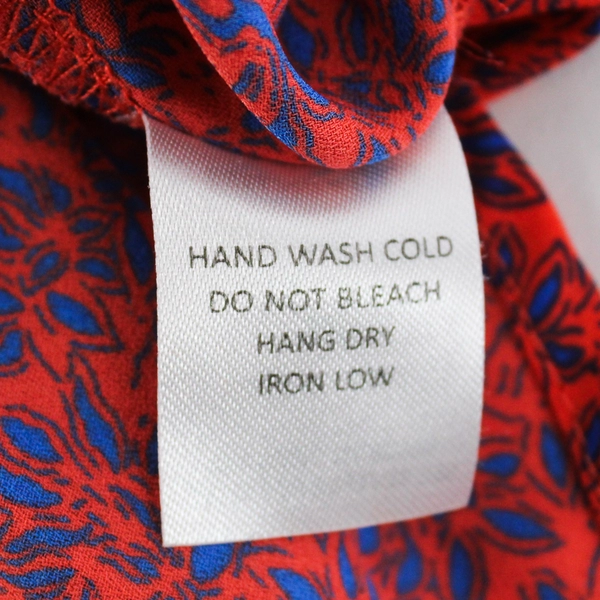 HAND WASH COLD
DO NOT BLEACH
HANG DRY
IRON LOW